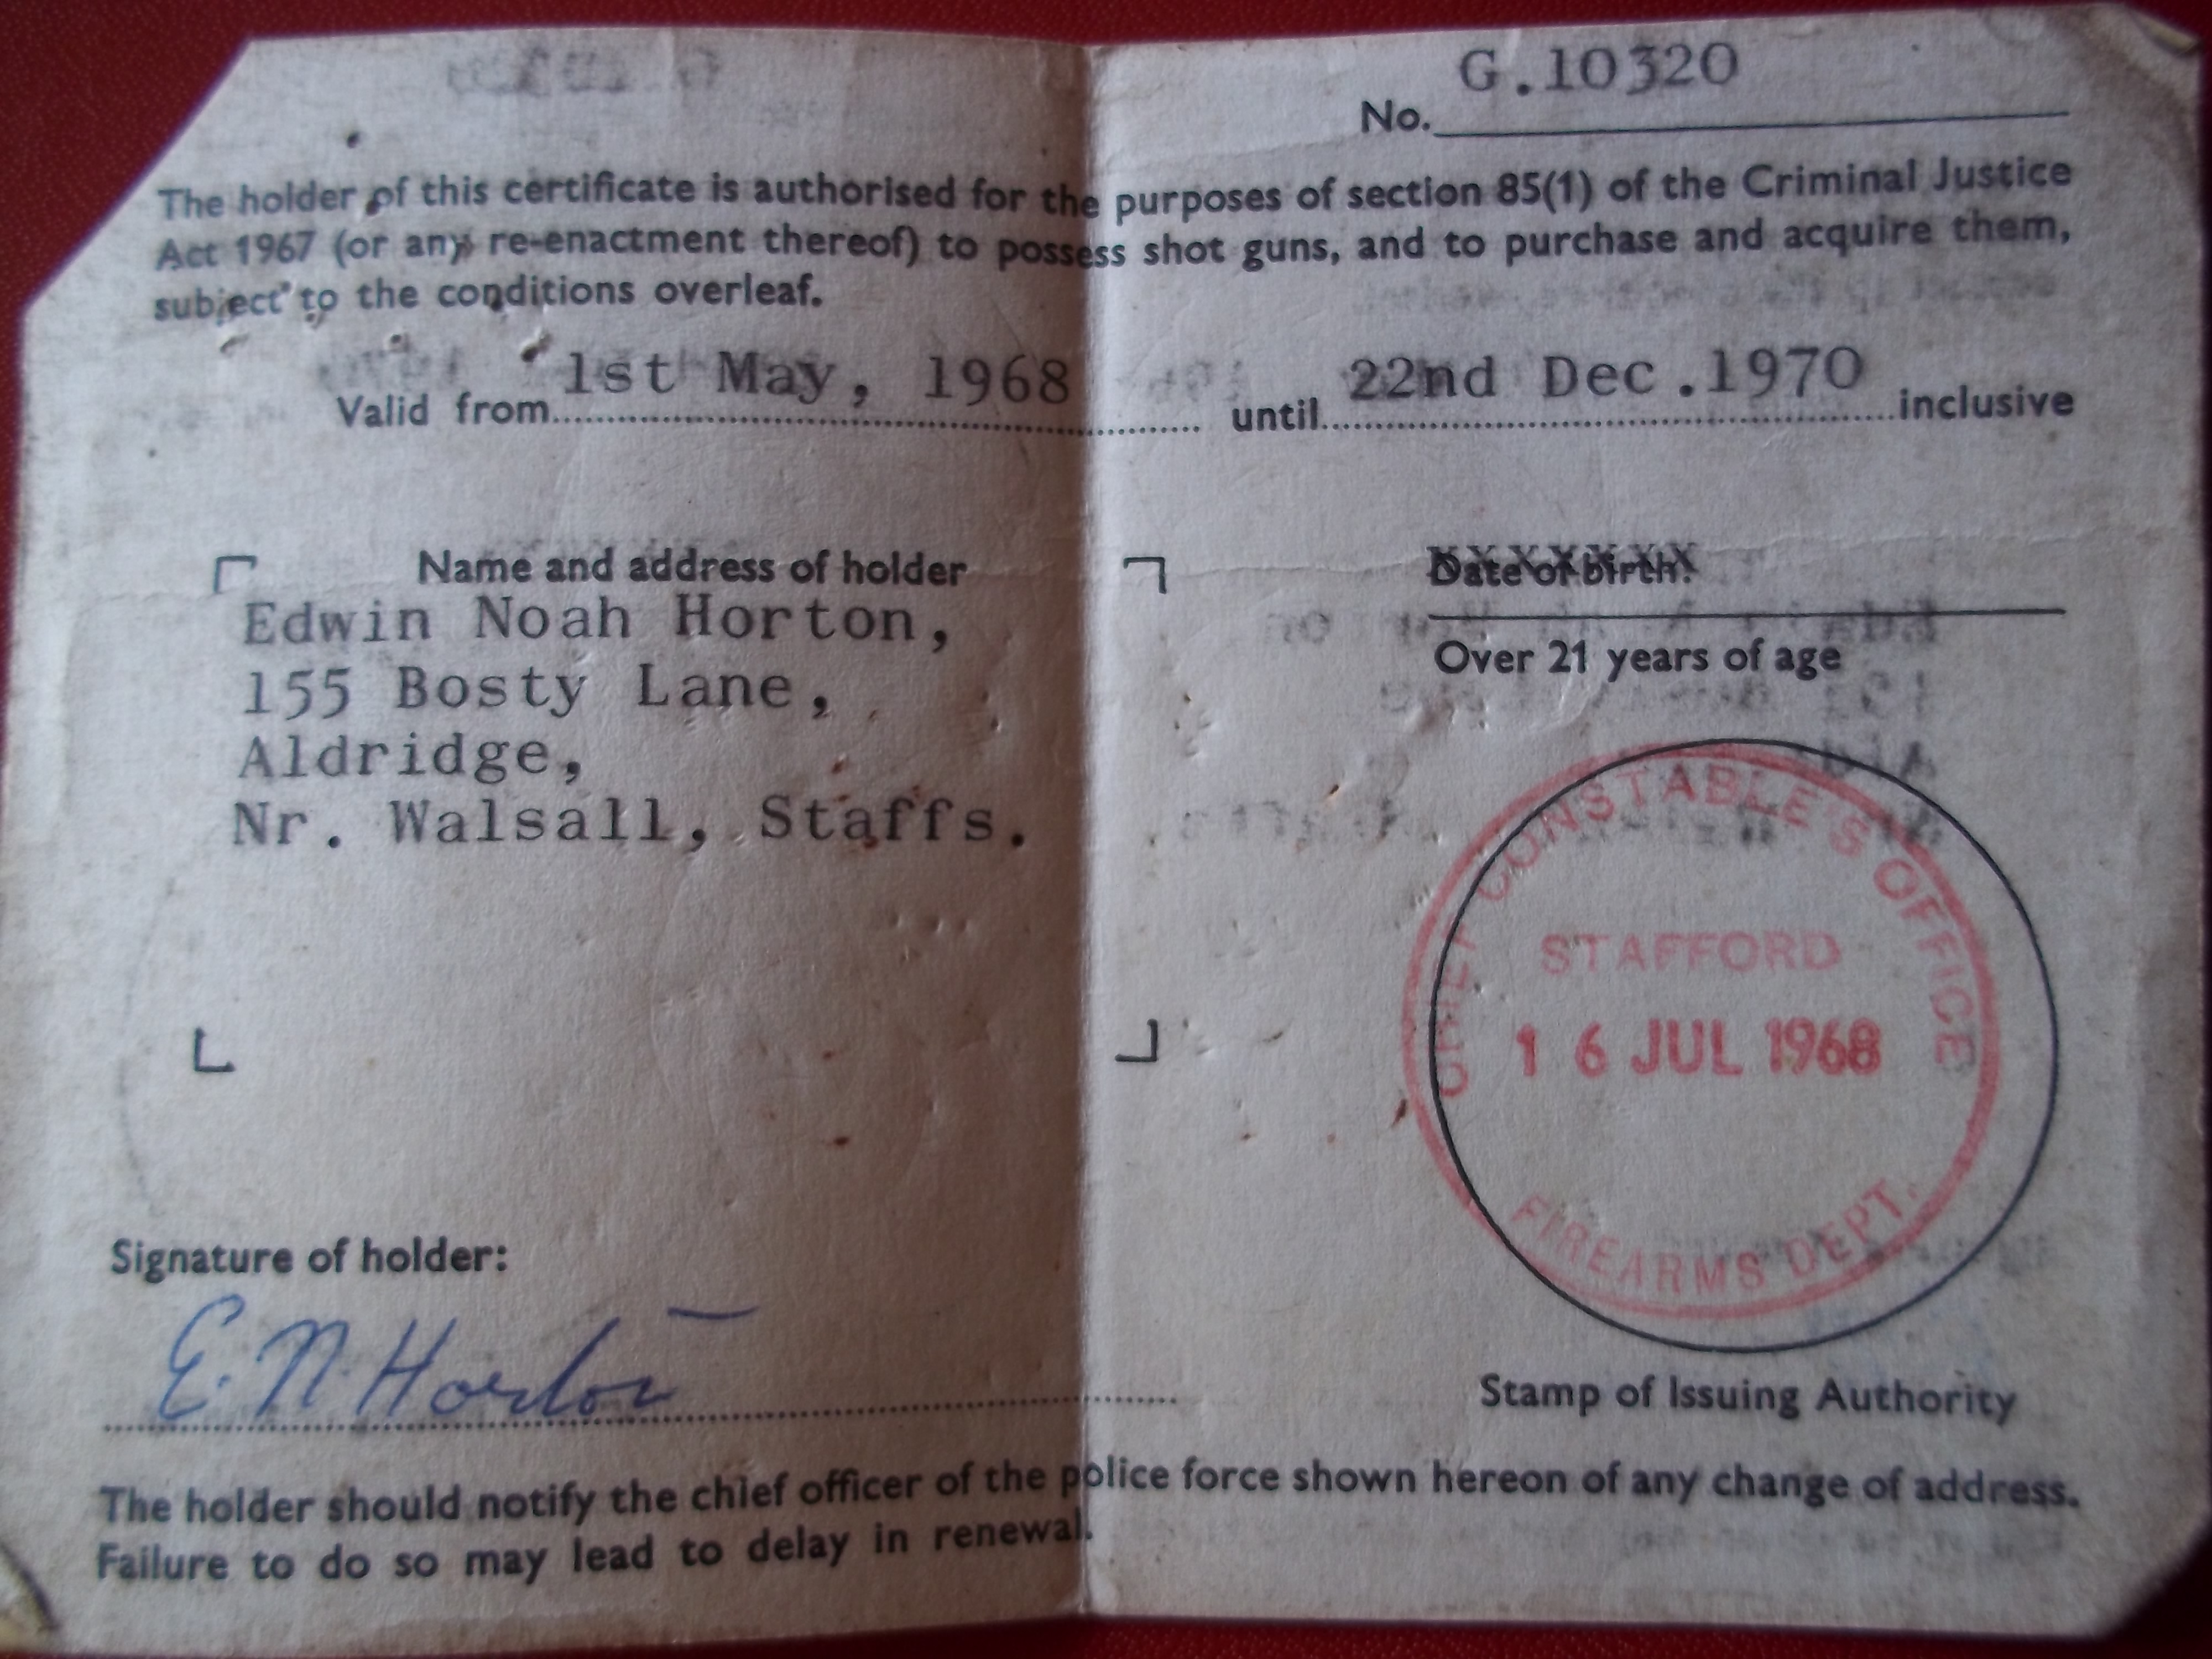 No. G.10320
The holder of this certificate is authorised for the purposes of section 85(1) of the Criminal Justice
Act 1967 (or any re-enactment thereof) to possess shot guns, and to purchase and acquire them,
subject to the conditions overleaf.
Valid from 1st May, 1968 until 22nd Dec.1970 inclusive
Name and address of holder
Edwin Noah Horton,
155 Bosty Lane,
Aldridge,
Nr. Walsall, Staffs.
Date of birth:
Over 21 years of age
CHIEF CONSTABLE'S OFFICE
STAFFORD
16 JUL 1968
FIREARMS DEPT.
Stamp of Issuing Authority
Signature of holder:
E. N. Horton
The holder should notify the chief officer of the police force shown hereon of any change of address.
Failure to do so may lead to delay in renewal.